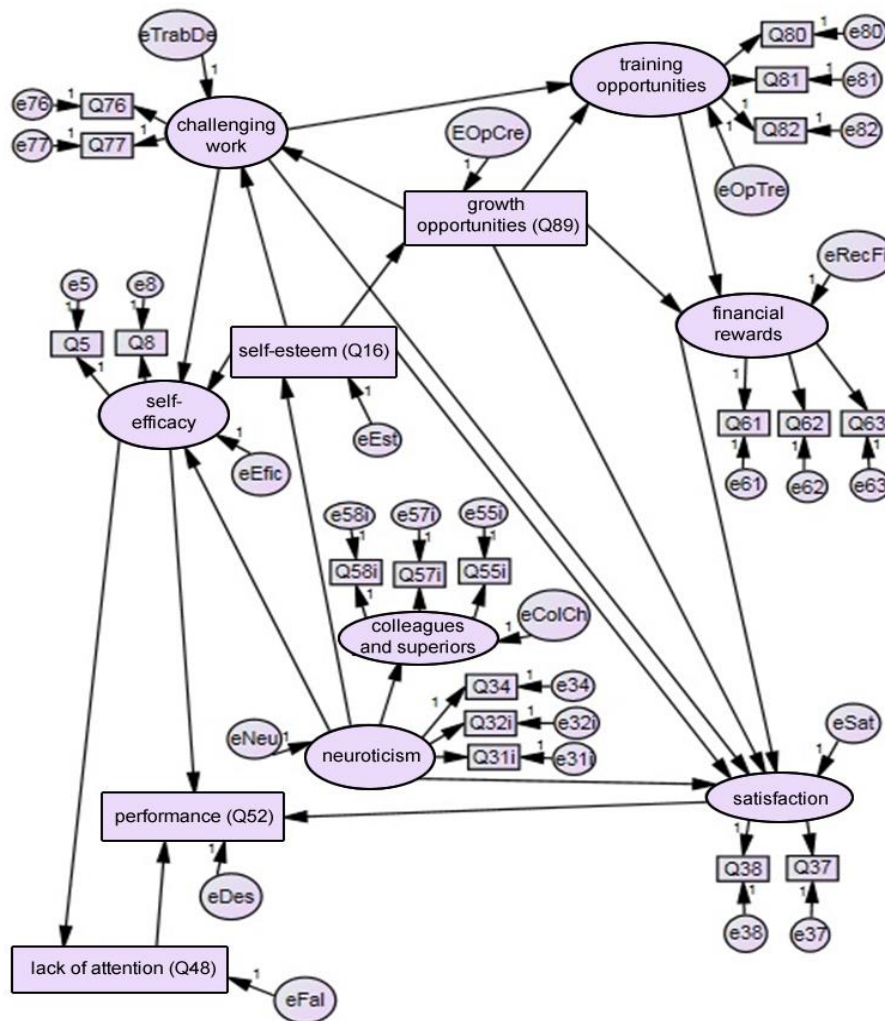 eTrabDe
1
e76
1
Q76
e77
1
Q77
1
challenging
work
training
opportunities
Q80
1
e80
Q81
1
e81
Q82
1
e82
1
1
eOpTre
EOpCre
1
growth
opportunities (Q89)
eRecFi
1
financial
rewards
e5
1
Q5
1
e8
1
Q8
self-esteem (Q16)
1
eEst
self-
efficacy
1
eEfic
1
Q61
1
e61
Q62
1
e62
Q63
1
e63
e58i
1
Q58i
1
e57i
1
Q57i
e55i
1
Q55i
colleagues
and superiors
1
eColCh
eNeu
1
neuroticism
1
Q34
1
e34
Q32i
1
e32i
Q31i
1
e31i
eSat
1
satisfaction
1
Q38
1
e38
Q37
1
e37
performance (Q52)
1
eDes
lack of attention (Q48)
1
eFal